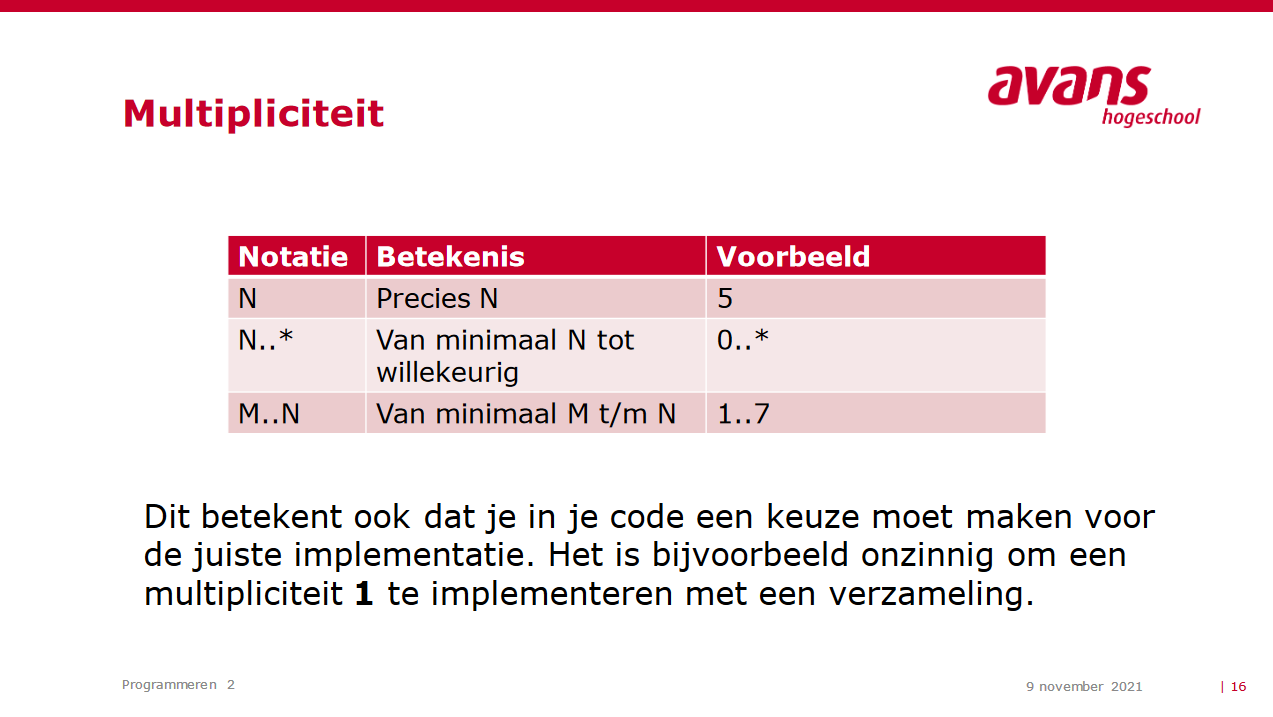 avans
hogeschool
Multipliciteit
Notatie Betekenis Voorbeeld
N Precies N 5
N..* Van minimaal N tot 0..*
willekeurig
M..N Van minimaal M t/m N 1..7
Dit betekent ook dat je in je code een keuze moet maken voor
de juiste implementatie. Het is bijvoorbeeld onzinnig om een
multipliciteit 1 te implementeren met een verzameling.
Programmeren 2 9 november 2021 | 16